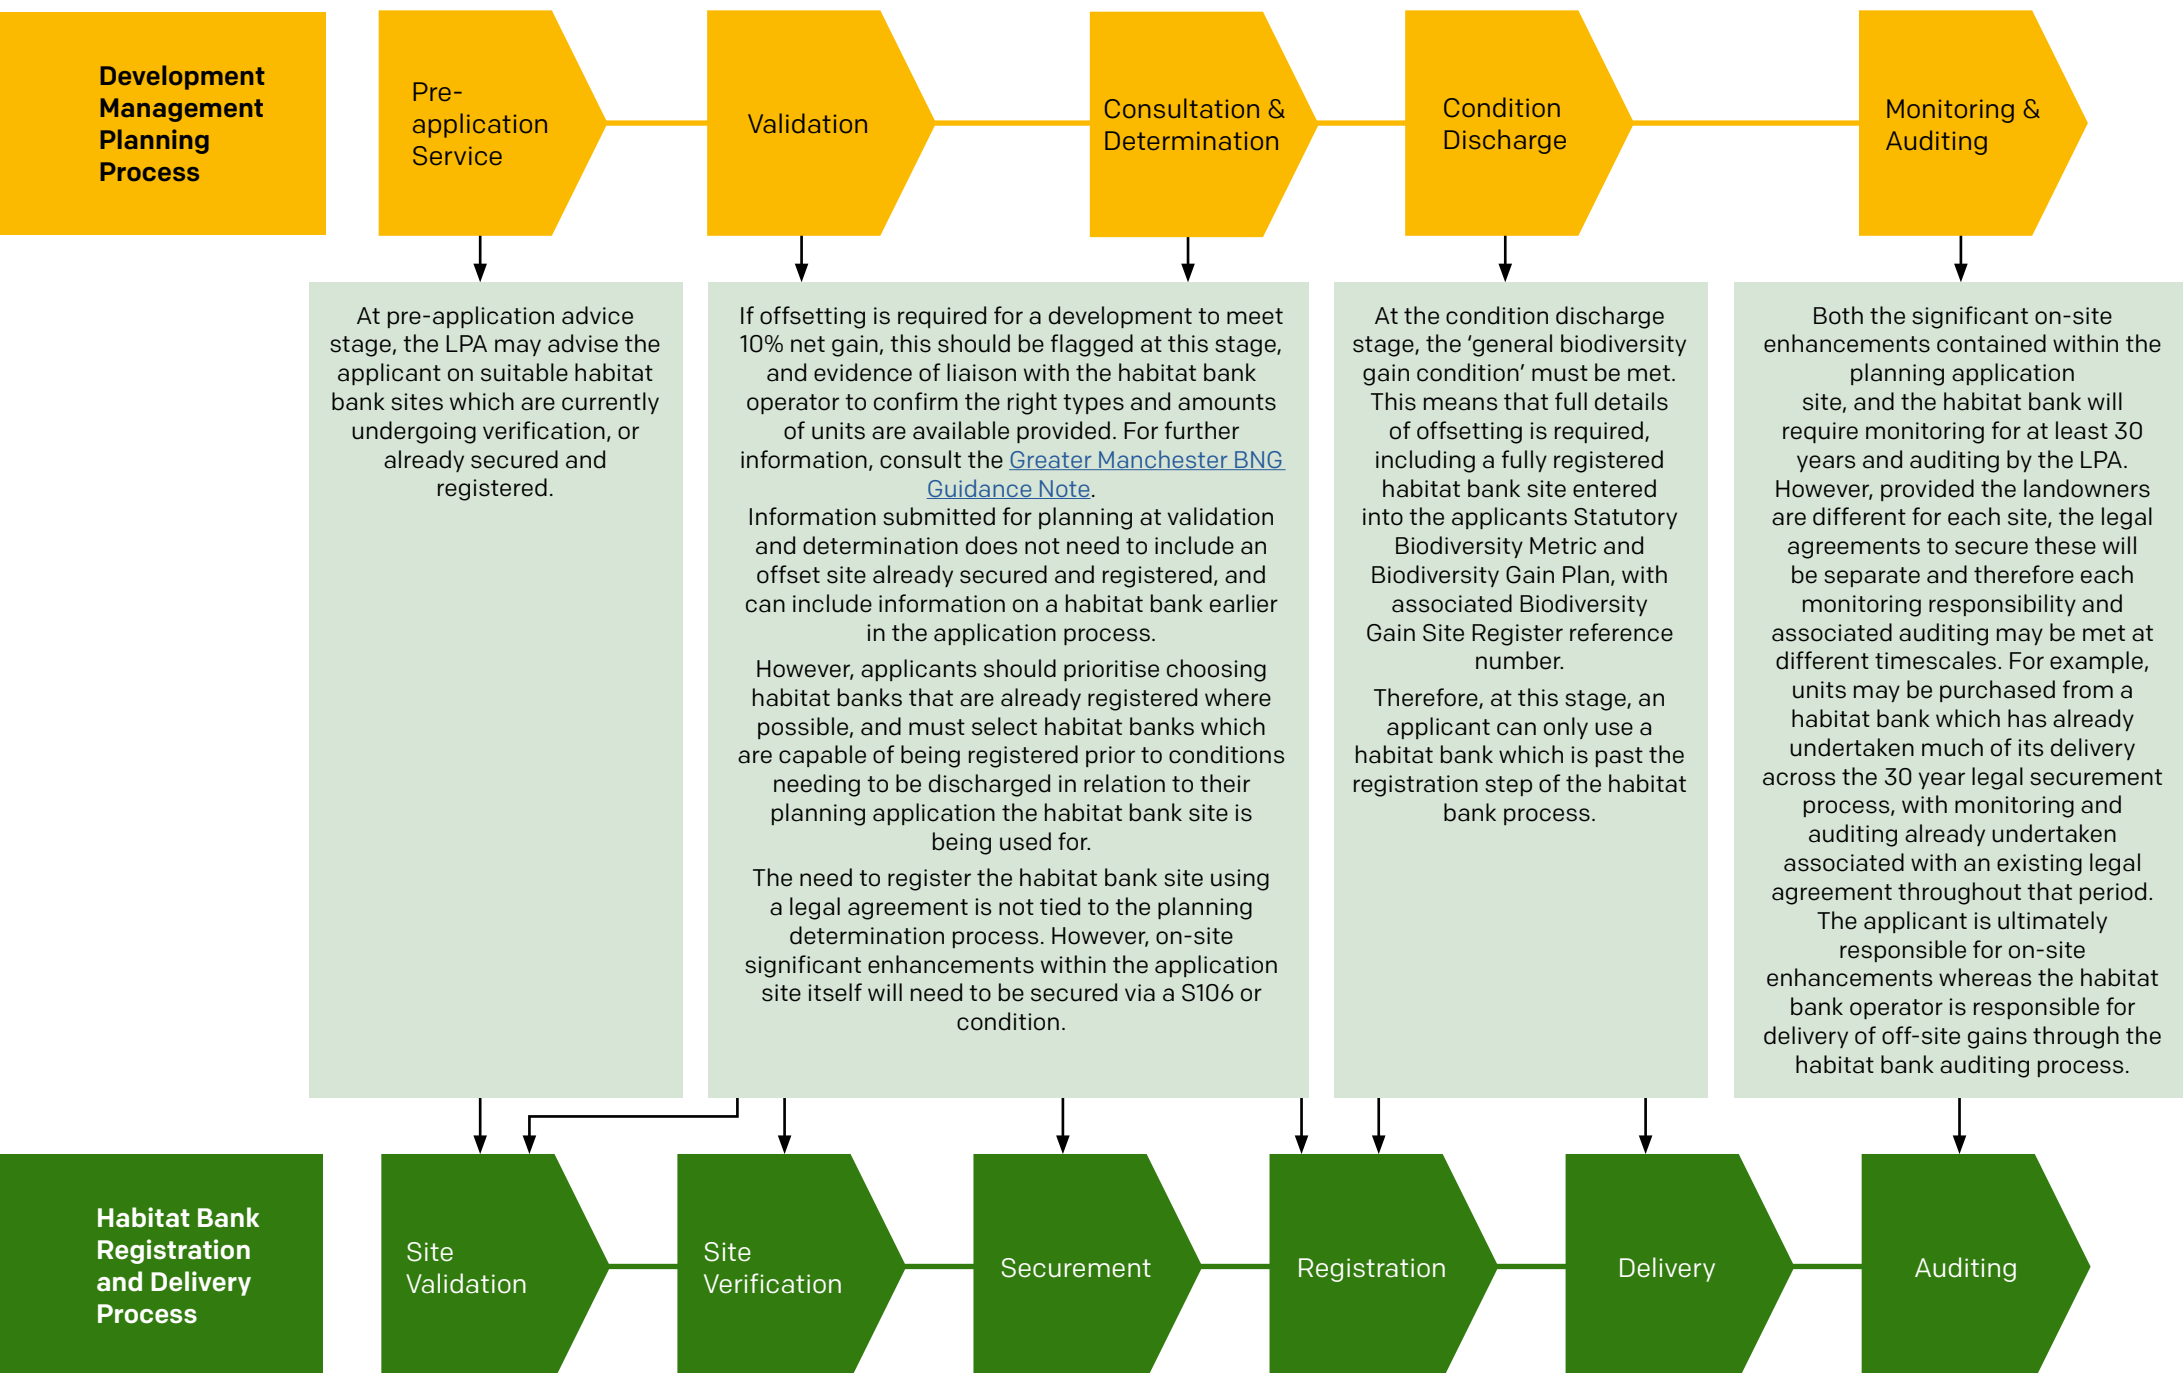 Development
Management
Planning
Process
Pre-
application
Service
Validation
Consultation &
Determination
Condition
Discharge
Monitoring &
Auditing
At pre-application advice
stage, the LPA may advise the
applicant on suitable habitat
bank sites which are currently
undergoing verification, or
already secured and
registered.
If offsetting is required for a development to meet
10% net gain, this should be flagged at this stage,
and evidence of liaison with the habitat bank
operator to confirm the right types and amounts
of units are available provided. For further
information, consult the Greater Manchester BNG
Guidance Note.
Information submitted for planning at validation
and determination does not need to include an
offset site already secured and registered, and
can include information on a habitat bank earlier
in the application process.
However, applicants should prioritise choosing
habitat banks that are already registered where
possible, and must select habitat banks which
are capable of being registered prior to conditions
needing to be discharged in relation to their
planning application the habitat bank site is
being used for.
The need to register the habitat bank site using
a legal agreement is not tied to the planning
determination process. However, on-site
significant enhancements within the application
site itself will need to be secured via a S106 or
condition.
At the condition discharge
stage, the ‘general biodiversity
gain condition’ must be met.
This means that full details
of offsetting is required,
including a fully registered
habitat bank site entered
into the applicants Statutory
Biodiversity Metric and
Biodiversity Gain Plan, with
associated Biodiversity
Gain Site Register reference
number.
Therefore, at this stage, an
applicant can only use a
habitat bank which is past the
registration step of the habitat
bank process.
Both the significant on-site
enhancements contained within the
planning application
site, and the habitat bank will
require monitoring for at least 30
years and auditing by the LPA.
However, provided the landowners
are different for each site, the legal
agreements to secure these will
be separate and therefore each
monitoring responsibility and
associated auditing may be met at
different timescales. For example,
units may be purchased from a
habitat bank which has already
undertaken much of its delivery
across the 30 year legal securement
process, with monitoring and
auditing already undertaken
associated with an existing legal
agreement throughout that period.
The applicant is ultimately
responsible for on-site
enhancements whereas the habitat
bank operator is responsible for
delivery of off-site gains through the
habitat bank auditing process.
Habitat Bank
Registration
and Delivery
Process
Site
Validation
Site
Verification
Securement
Registration
Delivery
Auditing